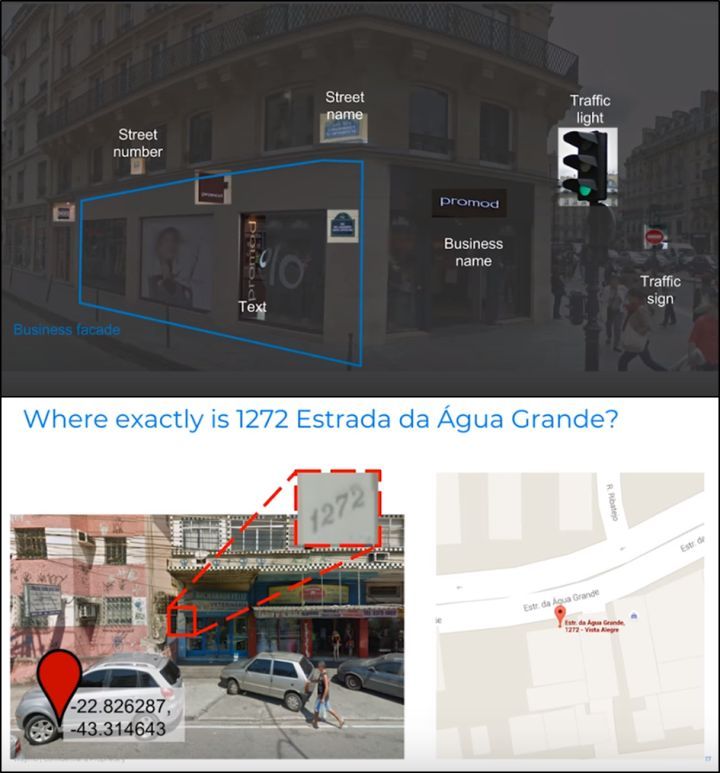 Street
name
Traffic
light
Street
number
promod
promod
Business
name
promod
%
Text
Traffic
sign
Business facade
Where exactly is 1272 Estrada da Água Grande?
1272
R. Ribatejo
Estr. da
Estr. da Água Grande
Estr. da Água Grande,
1272 - Vista Alegre
-22.826287,
-43.314643
17